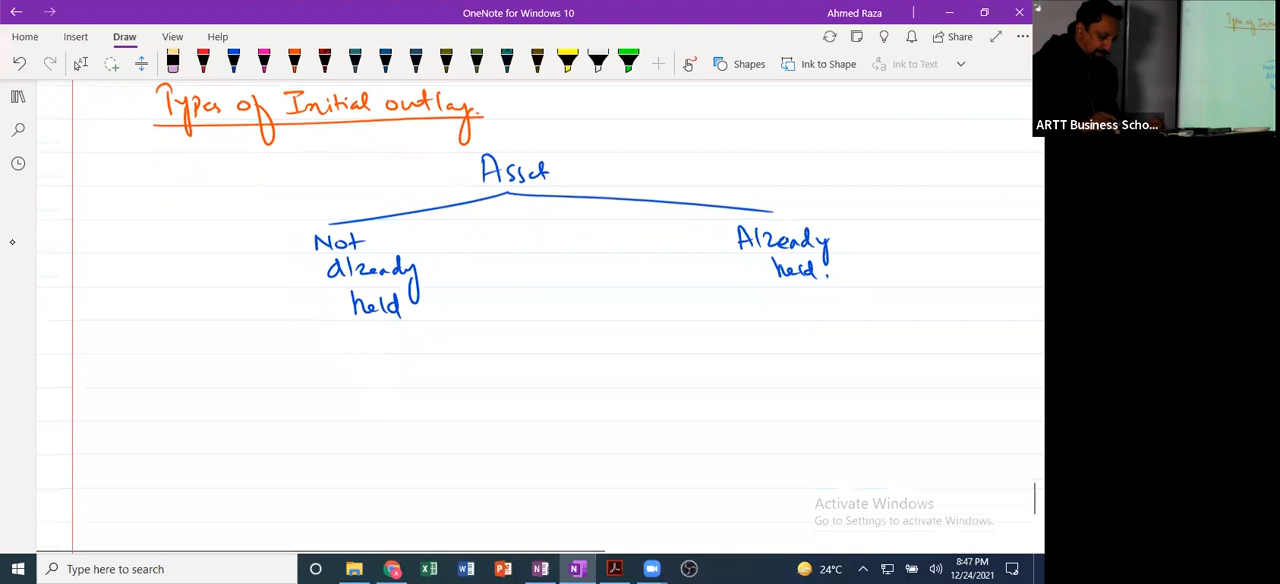 OneNote for Windows 10
Ahmed Raza
Home Insert Draw View Help
Share
Shapes Ink to Shape Ink to Text
ARTT Business Scho...
Types of Initial outlay.
Asset
Not
already
held
Already
held.
Activate Windows
Go to Settings to activate Windows.
Type here to search
24°C
8:47 PM
12/24/2021